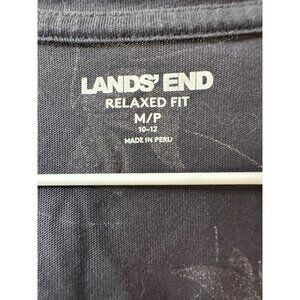 LANDS' END
RELAXED FIT
M/P
10-12
MADE IN PERU